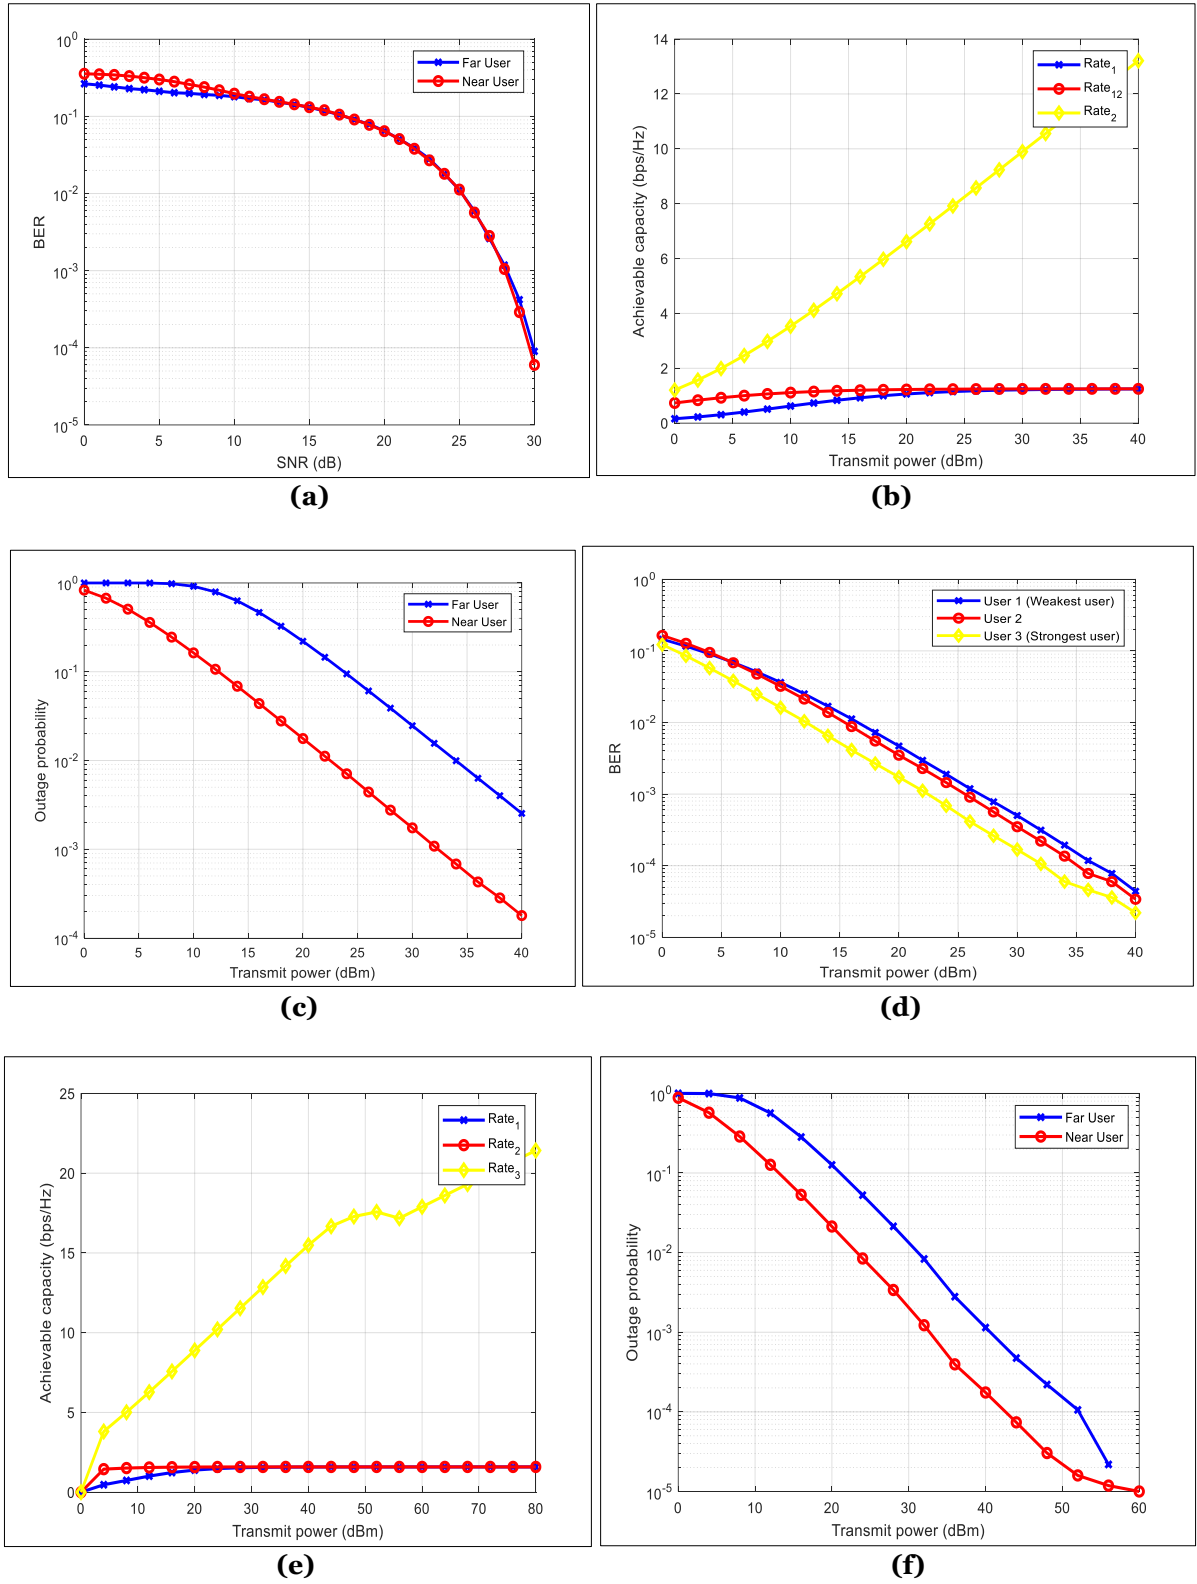 10^0
10^-1
10^-2
10^-3
10^-4
10^-5
BER
Far User
Near User
0 5 10 15 20 25 30
SNR (dB)
(a)
14
12
10
8
6
4
2
0
Achievable capacity (bps/Hz)
Rate_1
Rate_12
Rate_2
0 5 10 15 20 25 30 35 40
Transmit power (dBm)
(b)
10^0
10^-1
10^-2
10^-3
10^-4
Outage probability
Far User
Near User
0 5 10 15 20 25 30 35 40
Transmit power (dBm)
(c)
10^0
10^-1
10^-2
10^-3
10^-4
10^-5
BER
User 1 (Weakest user)
User 2
User 3 (Strongest user)
0 5 10 15 20 25 30 35 40
Transmit power (dBm)
(d)
25
20
15
10
5
0
Achievable capacity (bps/Hz)
Rate_1
Rate_2
Rate_3
0 10 20 30 40 50 60 70 80
Transmit power (dBm)
(e)
10^0
10^-1
10^-2
10^-3
10^-4
10^-5
Outage probability
Far User
Near User
0 10 20 30 40 50 60
Transmit power (dBm)
(f)